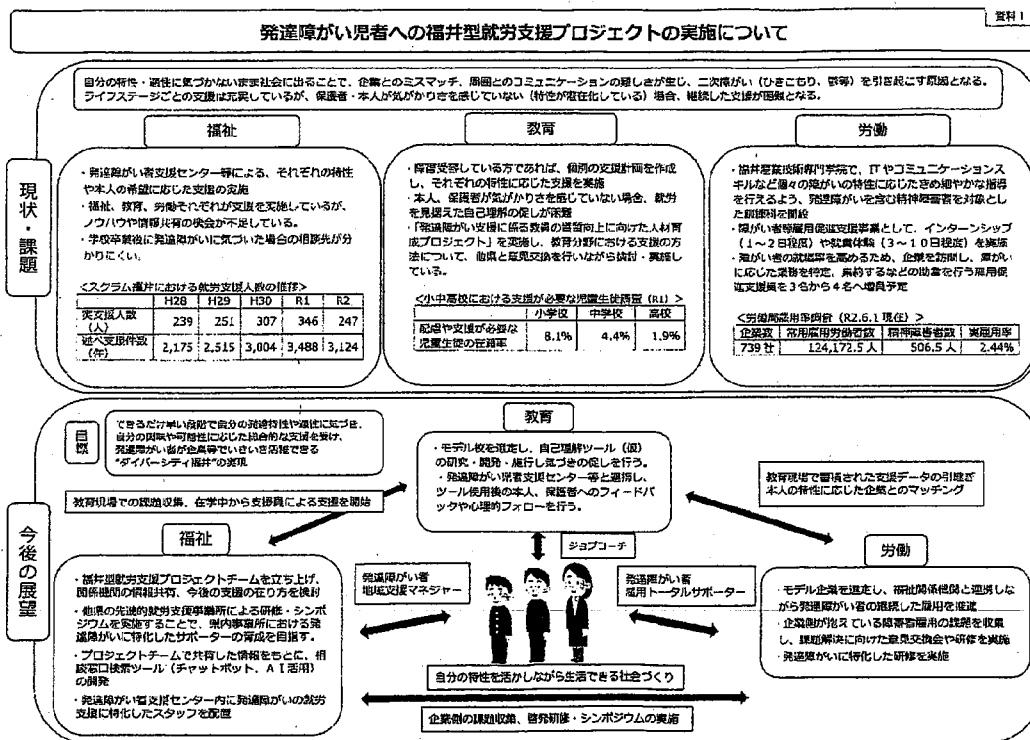 資料1
発達障がい児者への福井型就労支援プロジェクトの実施について
自分の特性・適性に気づかないまま社会に出ることで、企業とのミスマッチ、周囲とのコミュニケーションの難しさが生じ、二次障がい（ひきこもり、鬱等）を引き起こす原因となる。
ライフステージごとの支援は充実しているが、保護者・本人が気がかりさを感じていない（特性が潜在化している）場合、継続した支援が困難となる。
現状・課題
福祉
・発達障がい者支援センター等による、それぞれの特性
や本人の希望に応じた支援の実施
・福祉、教育、労働それぞれが支援を実施しているが、
ノウハウや情報共有の機会が不足している。
・学校卒業後に発達障がいに気づいた場合の相談先が分
かりにくい。
<スクラム福井における就労支援人数の推移>
H28 H29 H30 R1 R2
実支援人数（人） 239 251 307 346 247
延べ支援件数（件） 2,175 2,515 3,004 3,488 3,124
教育
・障害受容している方であれば、個別の支援計画を作成
し、それぞれの特性に応じた支援を実施
・本人、保護者が気がかりさを感じていない場合、就労
を見据えた自己理解の促しが困難
・「発達障がい支援に係る教員の資質向上に向けた人材育
成プロジェクト」を実施し、教育分野における支援の方
法について、他県と意見交換を行いながら検討・実施し
ている。
<小中高校における支援が必要な児童生徒調査（R1）>
小学校 中学校 高校
配慮や支援が必要な児童生徒の在籍率 8.1% 4.4% 1.9%
労働
・福井産業技術専門学院で、ITやコミュニケーションス
キルなど個々の障がいの特性に応じたきめ細やかな指導
を行えるよう、発達障がいを含む精神障害者を対象とし
た訓練科を開設
・障がい者等雇用促進支援事業として、インターンシップ
（1～2日程度）や就業体験（3～10日程度）を実施
・障がい者の就職率を高めるため、企業を訪問し、障がい
に応じた業務を特定、集約するなどの助言を行う雇用促
進支援員を3名から4名へ増員予定
<労働局雇用率調査（R2.6.1現在）>
企業数 常用雇用労働者数 精神障害者数 実雇用率
739社 124,172.5人 506.5人 2.44%
今後の展望
目標
できるだけ早い段階で自分の発達特性や適性に気づき、
自分の興味や可能性に応じた総合的な支援を受け、
発達障がい者が企業等でいきいき活躍できる
“ダイバーシティ福井”の実現
教育
・モデル校を選定し、自己理解ツール（仮）
の研究・開発・施行し気づきの促しを行う。
・発達障がい児者支援センター等と連携し、
ツール使用後の本人、保護者へのフィードバ
ックや心理的フォローを行う。
教育現場での課題収集、在学中から支援員による支援を開始
教育現場で蓄積された支援データの引継ぎ
本人の特性に応じた企業とのマッチング
福祉
・福井型就労支援プロジェクトチームを立ち上げ、
関係機関の情報共有、今後の支援の在り方を検討
・他県の先進的就労支援事業所による研修・シンポ
ジウムを実施することで、県内事業所における発
達障がいに特化したサポーターの育成を目指す。
・プロジェクトチームで共有した情報をもとに、相
談窓口検索ツール（チャットボット、AI活用）
の開発
・発達障がい者支援センター内に発達障がいの就労
支援に特化したスタッフを配置
ジョブコーチ
発達障がい者
地域支援マネジャー
発達障がい者
雇用トータルサポーター
自分の特性を活かしながら生活できる社会づくり
企業側の課題収集、啓発研修・シンポジウムの実施
労働
・モデル企業を選定し、福祉関係機関と連携しな
がら発達障がい者の継続した雇用を推進
・企業側が抱えている障害者雇用の課題を収集
し、課題解決に向けた意見交換会や研修を実施
・発達障がいに特化した研修を実施